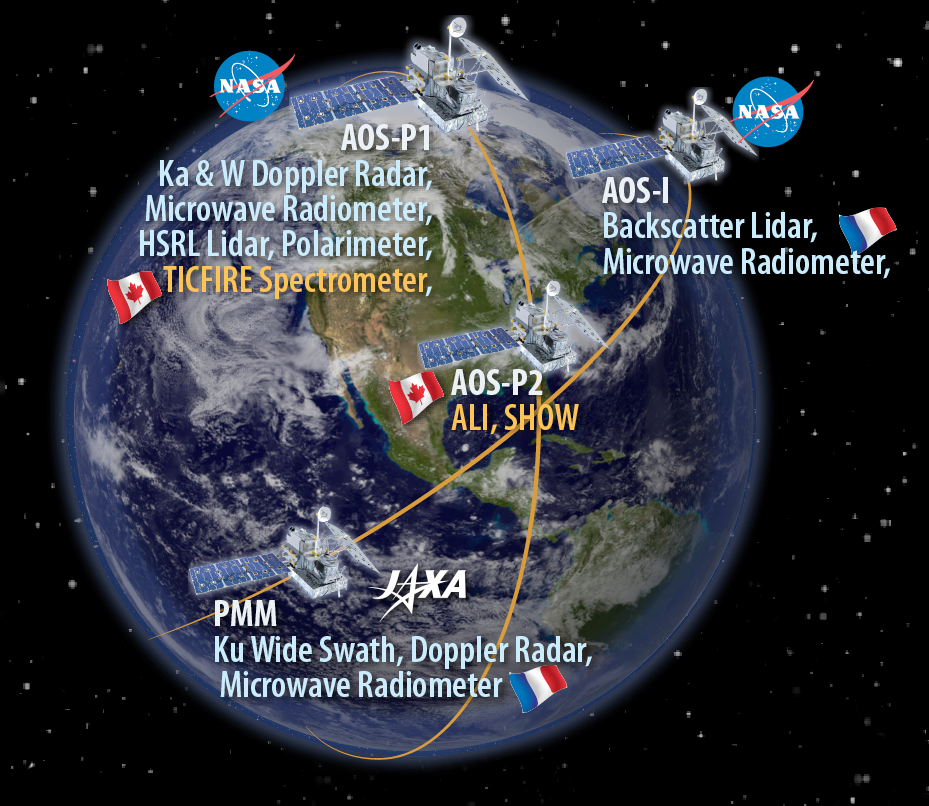 NASA
AOS-P1
Ka & W Doppler Radar,
Microwave Radiometer,
HSRL Lidar, Polarimeter,
TICFIRE Spectrometer,
NASA
AOS-I
Backscatter Lidar,
Microwave Radiometer,
AOS-P2
ALI, SHOW
JAXA
PMM
Ku Wide Swath, Doppler Radar,
Microwave Radiometer